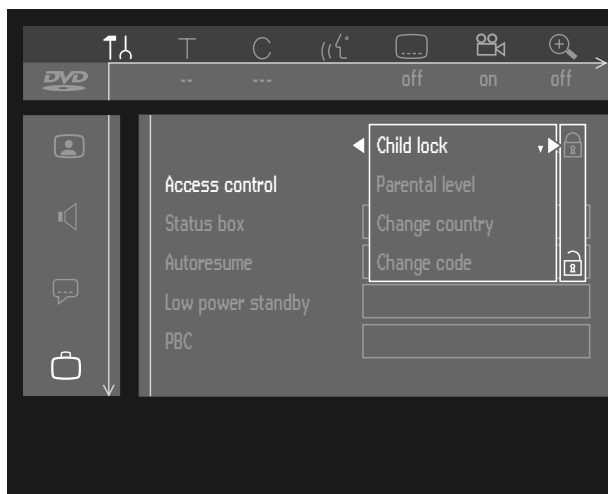 T C
DVD -- --- off on off
Child lock
Access control Parental level
Status box Change country
Autoresume Change code
Low power standby
PBC